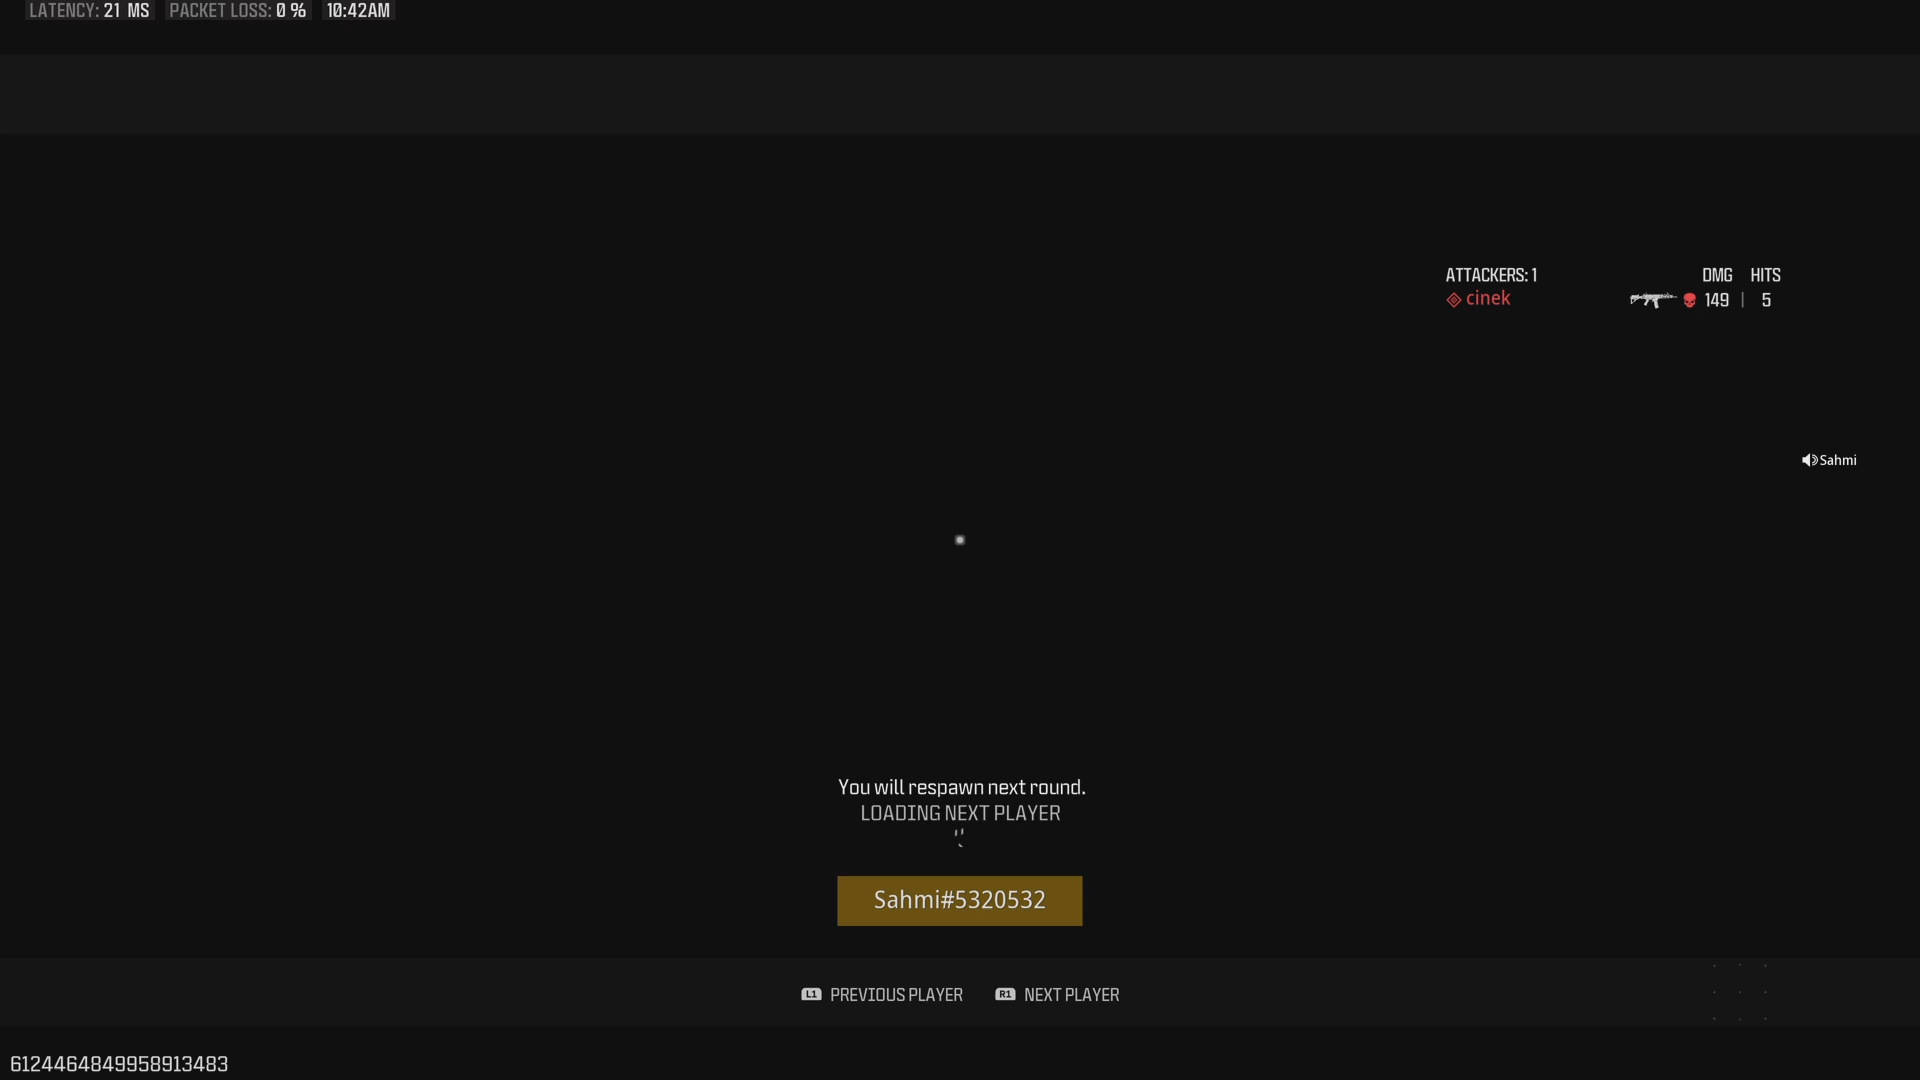 LATENCY: 21 MS PACKET LOSS: 0 % 10:42AM
ATTACKERS: 1 DMG HITS
cinek 149 | 5
Sahmi
You will respawn next round.
LOADING NEXT PLAYER
Sahmi#5320532
L1 PREVIOUS PLAYER R1 NEXT PLAYER
6124464849958913483